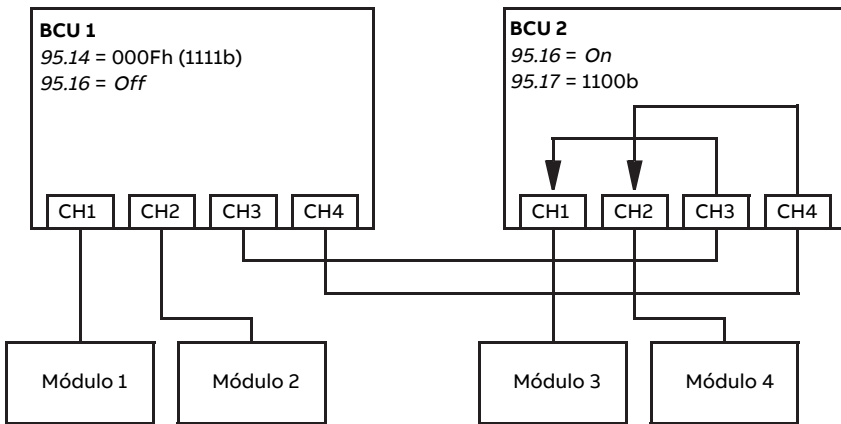 BCU 1
95.14 = 000Fh (1111b)
95.16 = Off
BCU 2
95.16 = On
95.17 = 1100b
CH1
CH2
CH3
CH4
CH1
CH2
CH3
CH4
Módulo 1
Módulo 2
Módulo 3
Módulo 4